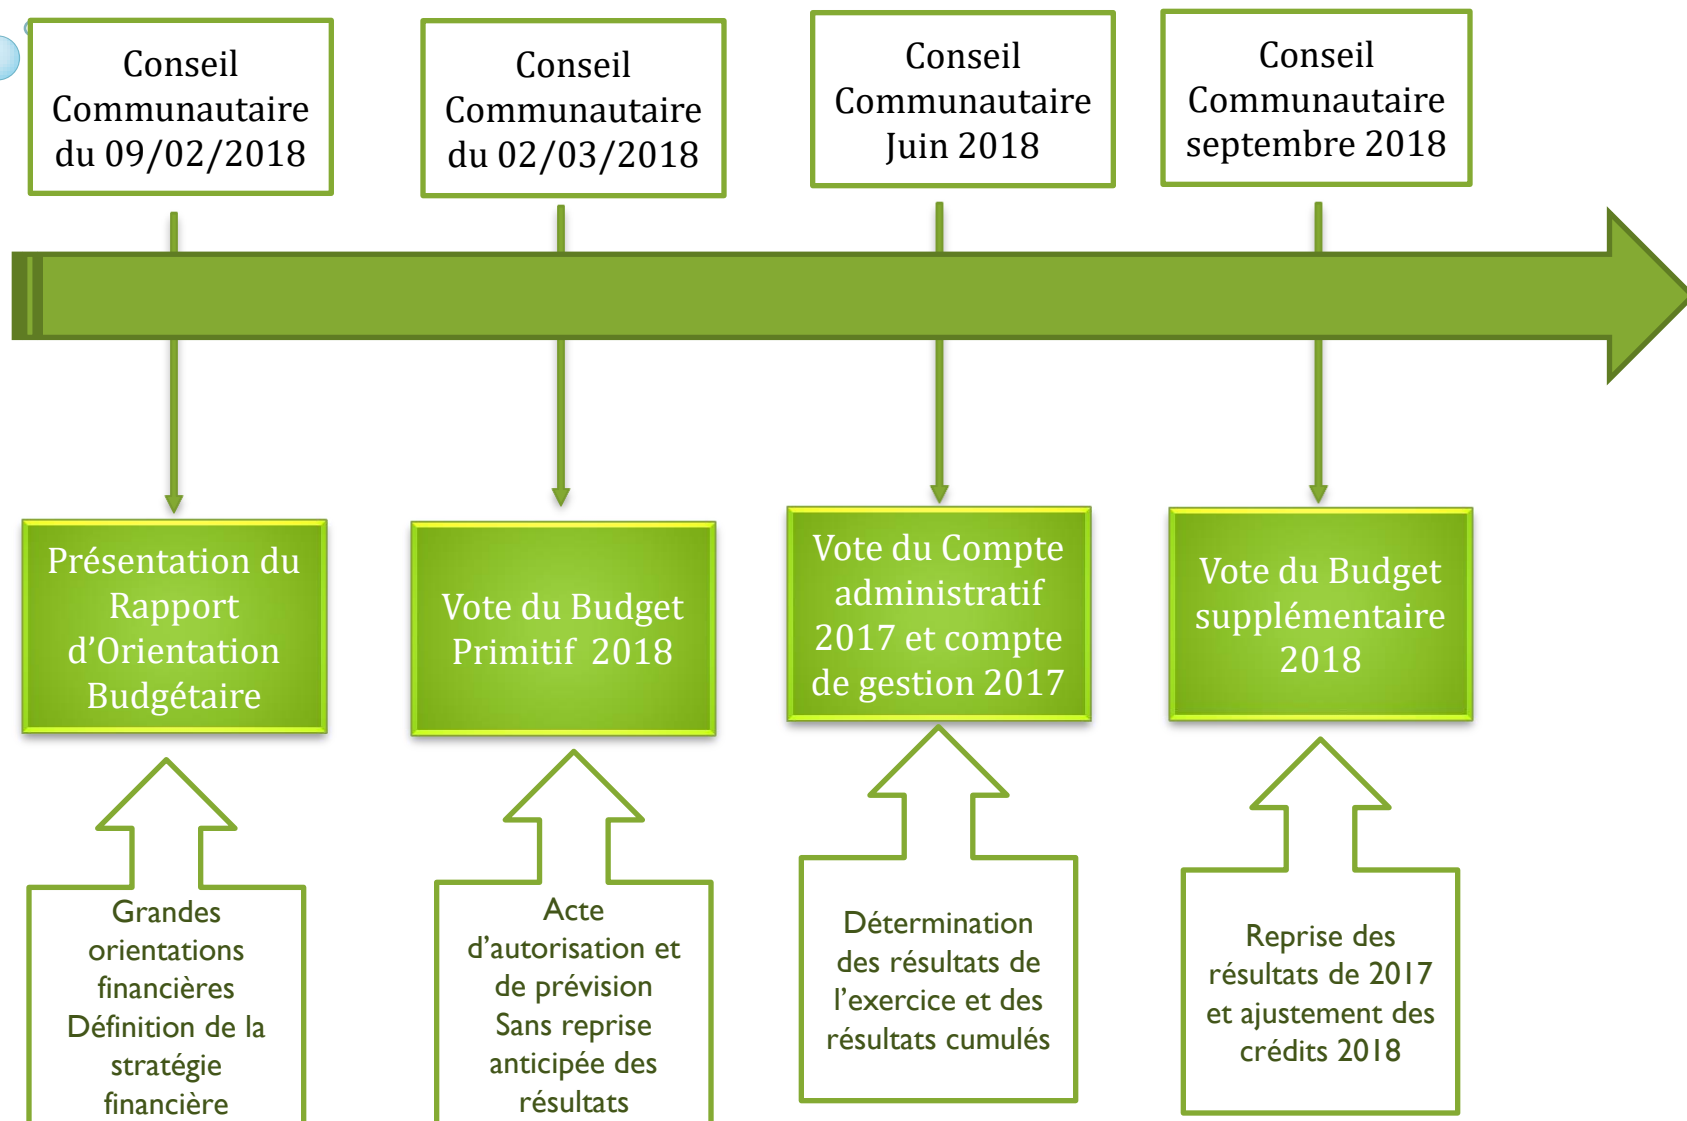 Conseil
Communautaire
du 09/02/2018
Conseil
Communautaire
du 02/03/2018
Conseil
Communautaire
Juin 2018
Conseil
Communautaire
septembre 2018
Présentation du
Rapport
d’Orientation
Budgétaire
Vote du Budget
Primitif 2018
Vote du Compte
administratif
2017 et compte
de gestion 2017
Vote du Budget
supplémentaire
2018
Grandes
orientations
financières
Définition de la
stratégie
financière
Acte
d’autorisation et
de prévision
Sans reprise
anticipée des
résultats
Détermination
des résultats de
l’exercice et des
résultats cumulés
Reprise des
résultats de 2017
et ajustement des
crédits 2018